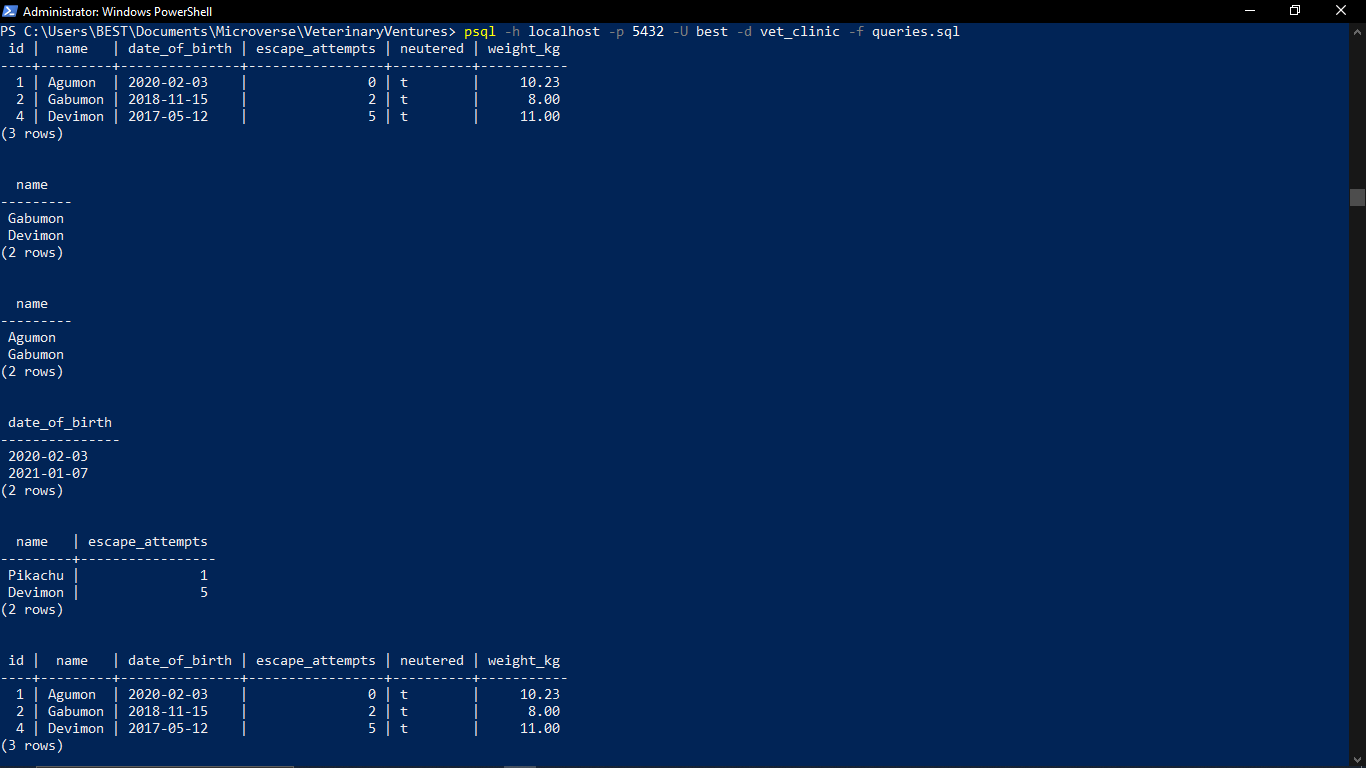 Administrator: Windows PowerShell
PS C:\Users\BEST\Documents\Microverse\VeterinaryVentures> psql -h localhost -p 5432 -U best -d vet_clinic -f queries.sql
 id |  name   | date_of_birth | escape_attempts | neutered | weight_kg
----+---------+---------------+-----------------+----------+-----------
  1 | Agumon  | 2020-02-03    |               0 | t        |     10.23
  2 | Gabumon | 2018-11-15    |               2 | t        |      8.00
  4 | Devimon | 2017-05-12    |               5 | t        |     11.00
(3 rows)
  name
---------
 Gabumon
 Devimon
(2 rows)
  name
---------
 Agumon
 Gabumon
(2 rows)
 date_of_birth
---------------
 2020-02-03
 2021-01-07
(2 rows)
  name   | escape_attempts
---------+-----------------
 Pikachu |               1
 Devimon |               5
(2 rows)
 id |  name   | date_of_birth | escape_attempts | neutered | weight_kg
----+---------+---------------+-----------------+----------+-----------
  1 | Agumon  | 2020-02-03    |               0 | t        |     10.23
  2 | Gabumon | 2018-11-15    |               2 | t        |      8.00
  4 | Devimon | 2017-05-12    |               5 | t        |     11.00
(3 rows)